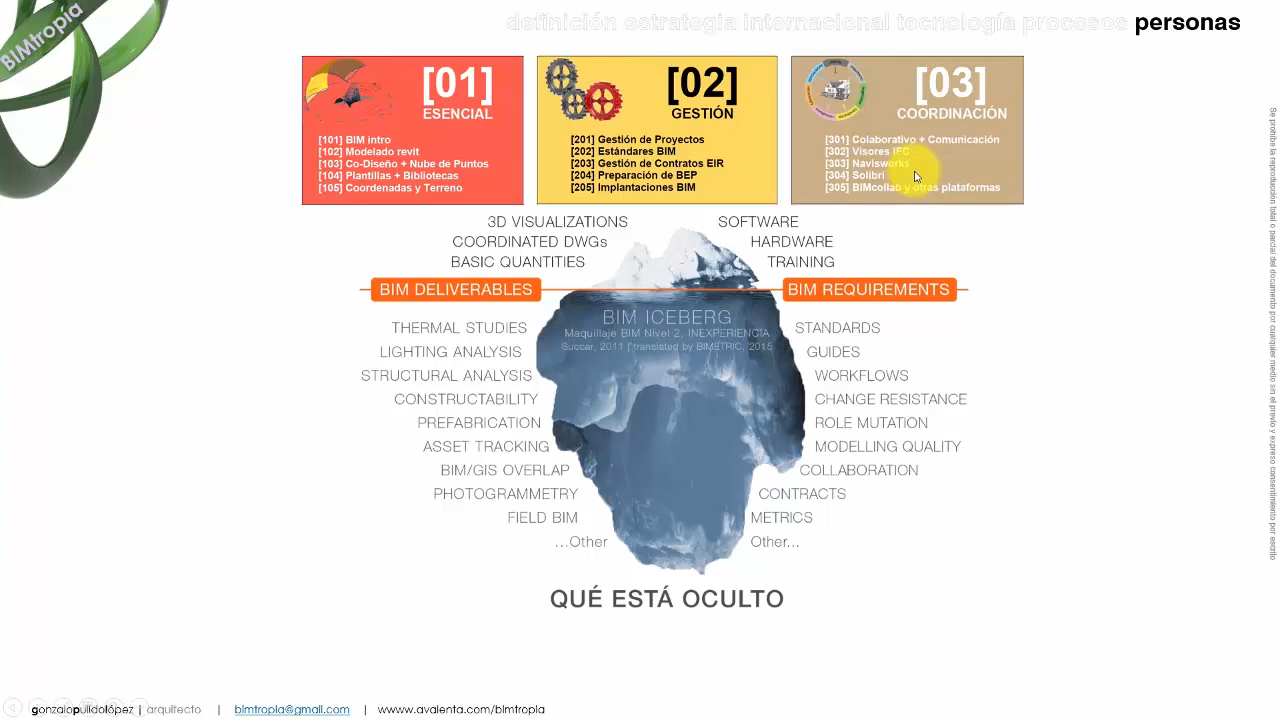 BIMtropía
definición estrategia internacional tecnología procesos personas
[01]
ESENCIAL
[101] BIM intro
[102] Modelado revit
[103] Co-Diseño + Nube de Puntos
[104] Plantillas + Bibliotecas
[105] Coordenadas y Terreno
[02]
GESTIÓN
[201] Gestión de Proyectos
[202] Estándares BIM
[203] Gestión de Contratos EIR
[204] Preparación de BEP
[205] Implantaciones BIM
[03]
COORDINACIÓN
[301] Colaborativo + Comunicación
[302] Visores IFC
[303] Navisworks
[304] Solibri
[305] BIMcollab y otras plataformas
3D VISUALIZATIONS
COORDINATED DWGs
BASIC QUANTITIES
SOFTWARE
HARDWARE
TRAINING
BIM DELIVERABLES
BIM REQUIREMENTS
BIM ICEBERG
Maquillaje BIM Nivel 2, INEXPERIENCIA
Succar, 2011 | translated by BIMETRIC, 2015
THERMAL STUDIES
LIGHTING ANALYSIS
STRUCTURAL ANALYSIS
CONSTRUCTABILITY
PREFABRICATION
ASSET TRACKING
BIM/GIS OVERLAP
PHOTOGRAMMETRY
FIELD BIM
...Other
STANDARDS
GUIDES
WORKFLOWS
CHANGE RESISTANCE
ROLE MUTATION
MODELLING QUALITY
COLLABORATION
CONTRACTS
METRICS
Other...
QUÉ ESTÁ OCULTO
Se prohibe la reproducción total o parcial del documento por cualquier medio sin el previo y expreso consentimiento por escrito
gonzalopulidolópez | arquitecto | bimtropia@gmail.com | wwww.avalenta.com/bimtropia